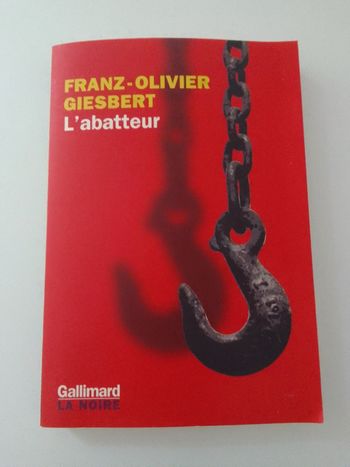 FRANZ-OLIVIER
GIESBERT
L'abatteur
Gallimard
LA NOIRE